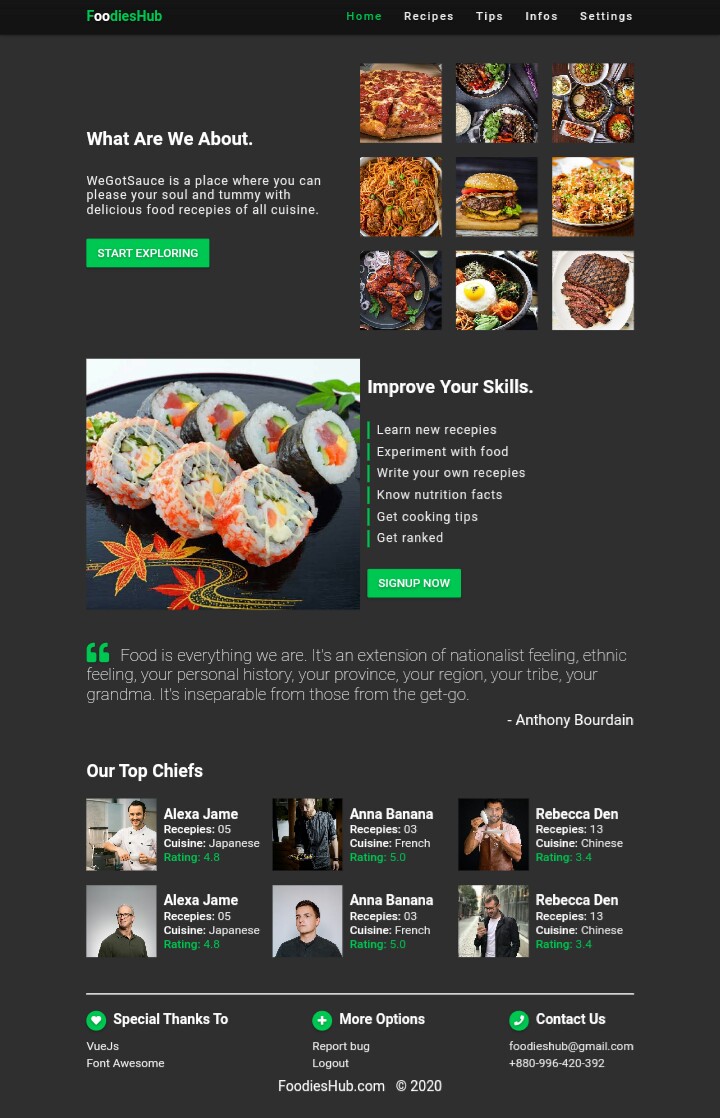 FoodiesHub
Home Recipes Tips Infos Settings
What Are We About.
WeGotSauce is a place where you can
please your soul and tummy with
delicious food recepies of all cuisine.
START EXPLORING
Improve Your Skills.
Learn new recepies
Experiment with food
Write your own recepies
Know nutrition facts
Get cooking tips
Get ranked
SIGNUP NOW
Food is everything we are. It's an extension of nationalist feeling, ethnic
feeling, your personal history, your province, your region, your tribe, your
grandma. It's inseparable from those from the get-go.
- Anthony Bourdain
Our Top Chiefs
Alexa Jame
Recepies: 05
Cuisine: Japanese
Rating: 4.8
Anna Banana
Recepies: 03
Cuisine: French
Rating: 5.0
Rebecca Den
Recepies: 13
Cuisine: Chinese
Rating: 3.4
Alexa Jame
Recepies: 05
Cuisine: Japanese
Rating: 4.8
Anna Banana
Recepies: 03
Cuisine: French
Rating: 5.0
Rebecca Den
Recepies: 13
Cuisine: Chinese
Rating: 3.4
Special Thanks To
VueJs
Font Awesome
More Options
Report bug
Logout
Contact Us
foodieshub@gmail.com
+880-996-420-392
FoodiesHub.com © 2020